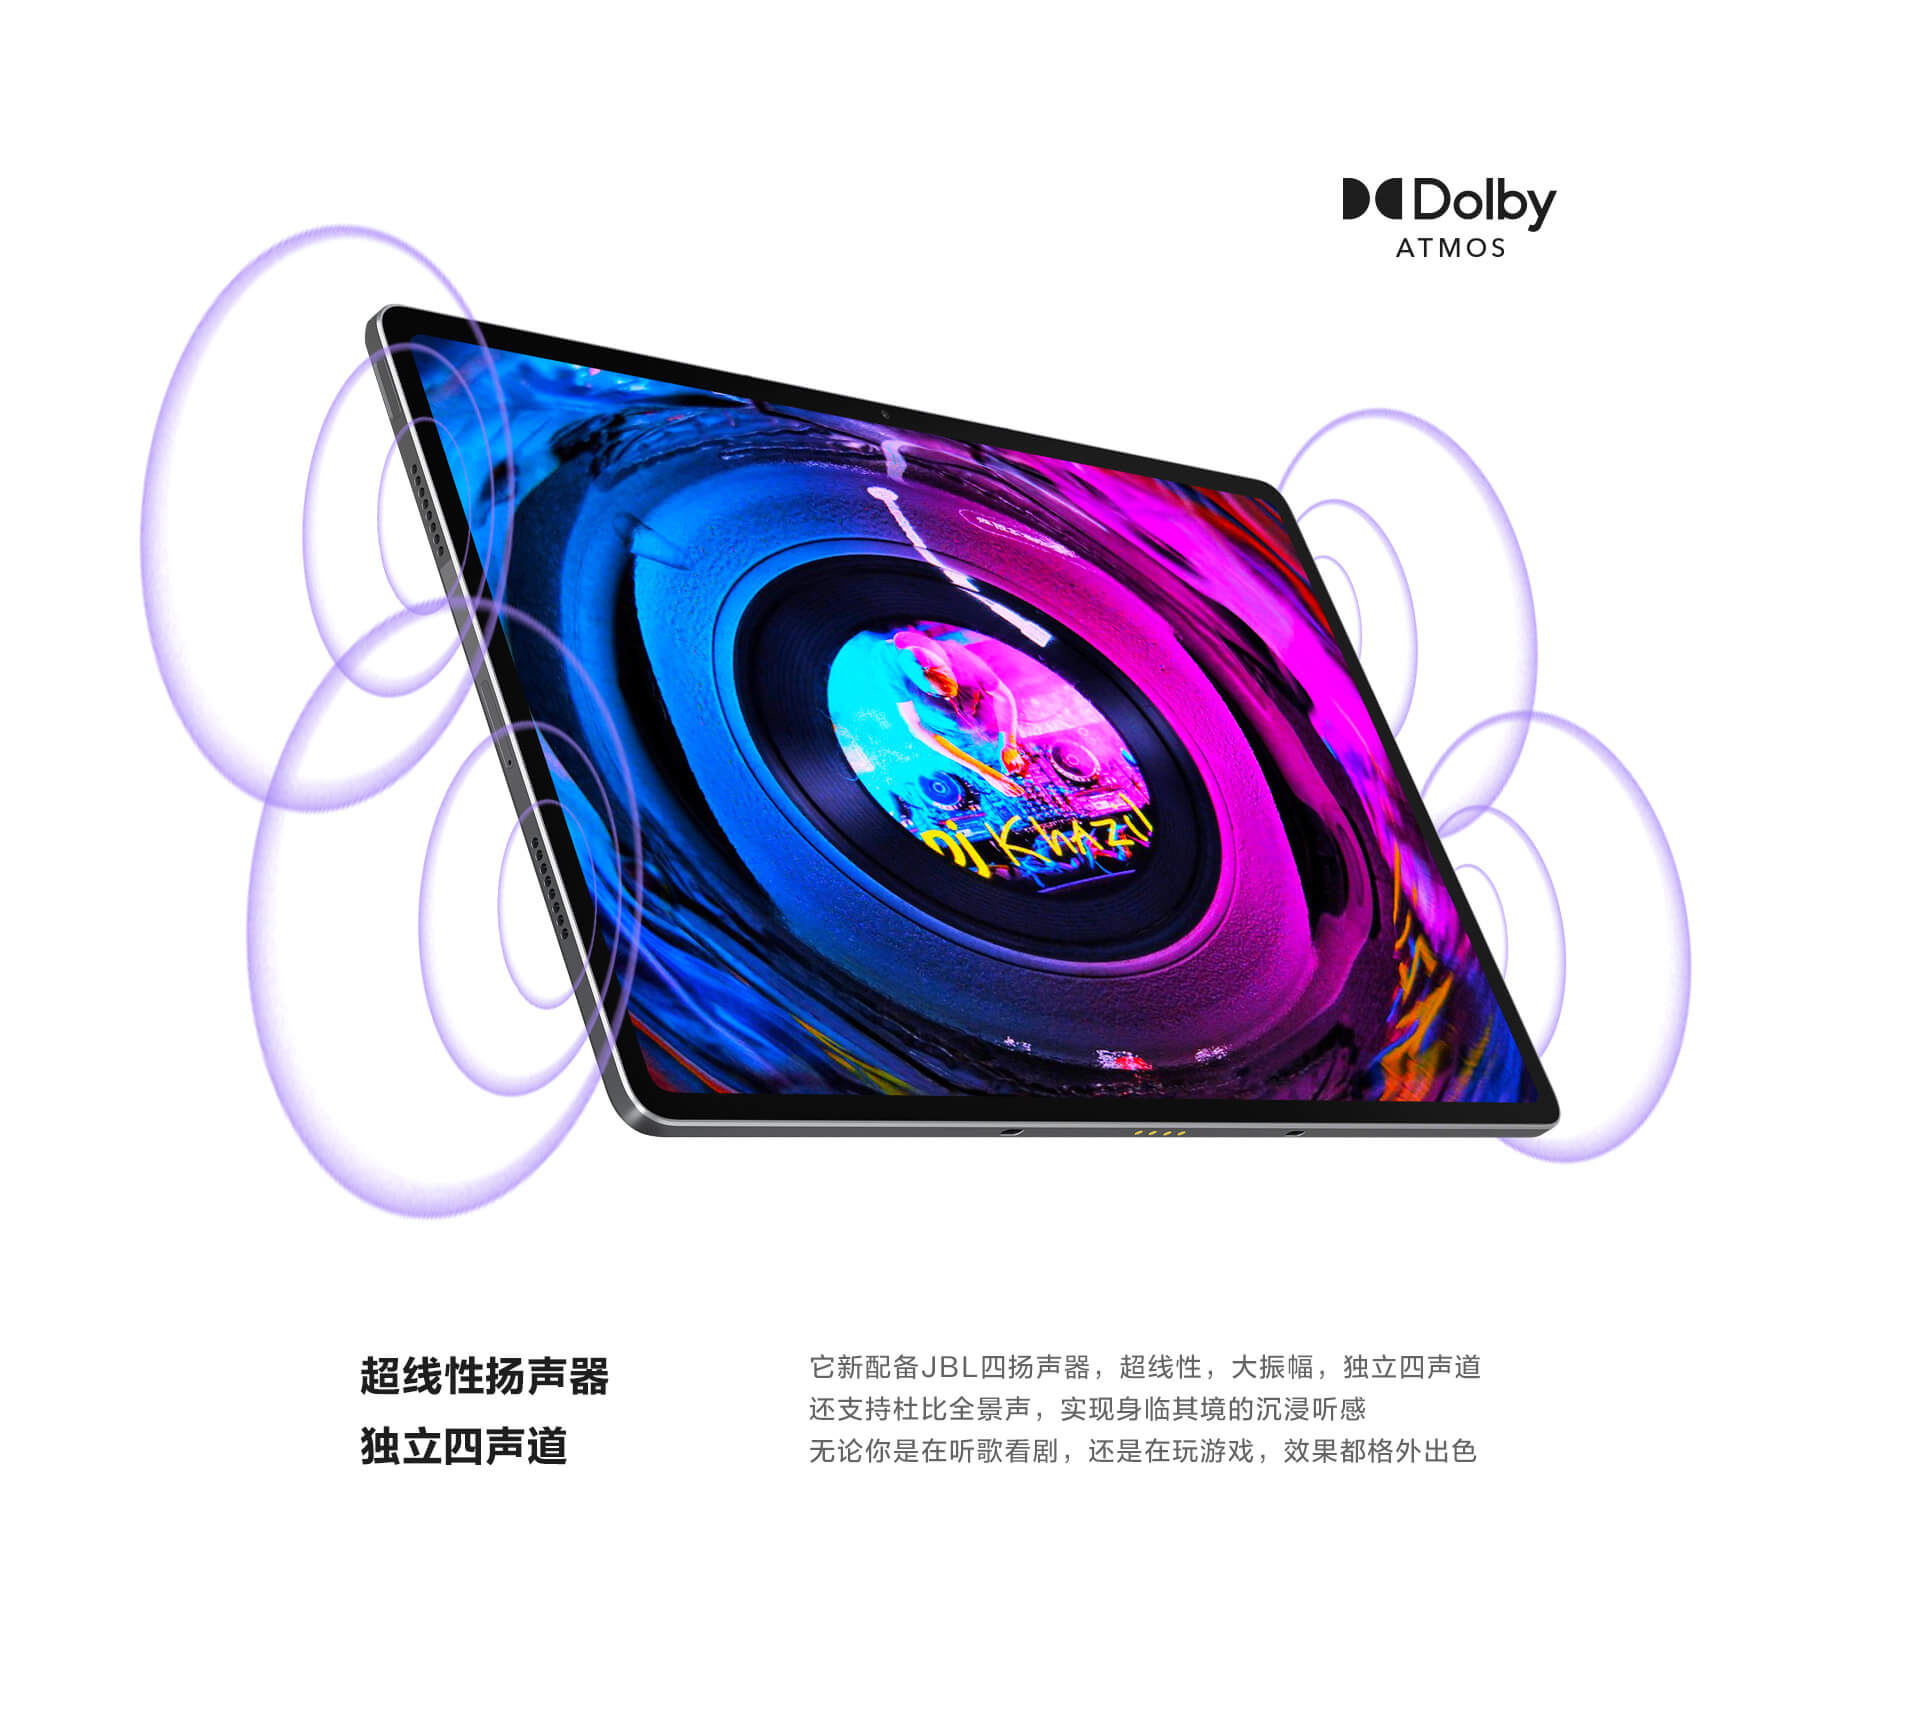 Dolby
ATMOS
Dj KHAZIL
超线性扬声器
独立四声道
它新配备JBL四扬声器，超线性，大振幅，独立四声道
还支持杜比全景声，实现身临其境的沉浸听感
无论你是在听歌看剧，还是在玩游戏，效果都格外出色